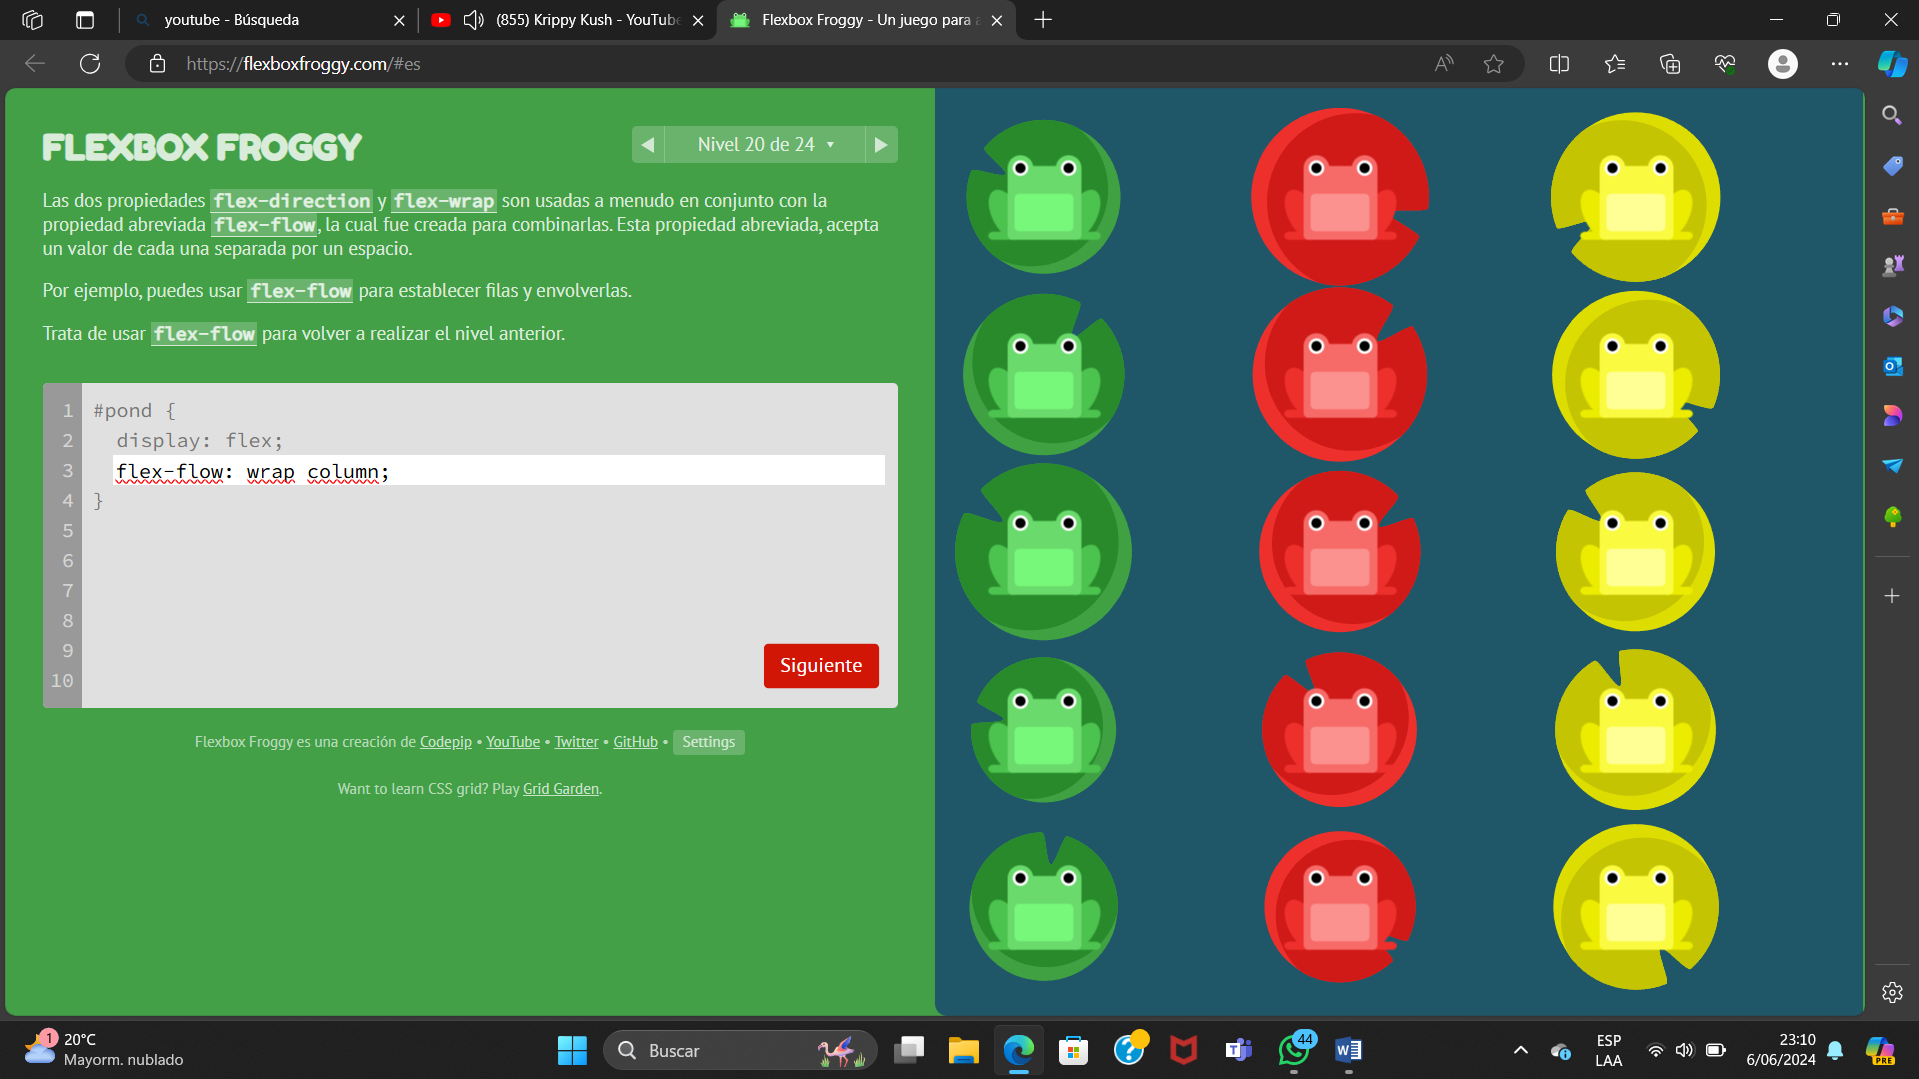 youtube - Búsqueda
(855) Krippy Kush - YouTube
Flexbox Froggy - Un juego para a
https://flexboxfroggy.com/#es
FLEXBOX FROGGY
Nivel 20 de 24
Las dos propiedades flex-direction y flex-wrap son usadas a menudo en conjunto con la
propiedad abreviada flex-flow, la cual fue creada para combinarlas. Esta propiedad abreviada, acepta
un valor de cada una separada por un espacio.
Por ejemplo, puedes usar flex-flow para establecer filas y envolverlas.
Trata de usar flex-flow para volver a realizar el nivel anterior.
1 #pond {
2 display: flex;
3 flex-flow: wrap column;
4 }
5
6
7
8
9
10
Siguiente
Flexbox Froggy es una creación de Codepip • YouTube • Twitter • GitHub • Settings
Want to learn CSS grid? Play Grid Garden.
1
20°C
Mayorm. nublado
Buscar
44
ESP
LAA
23:10
6/06/2024
PRE